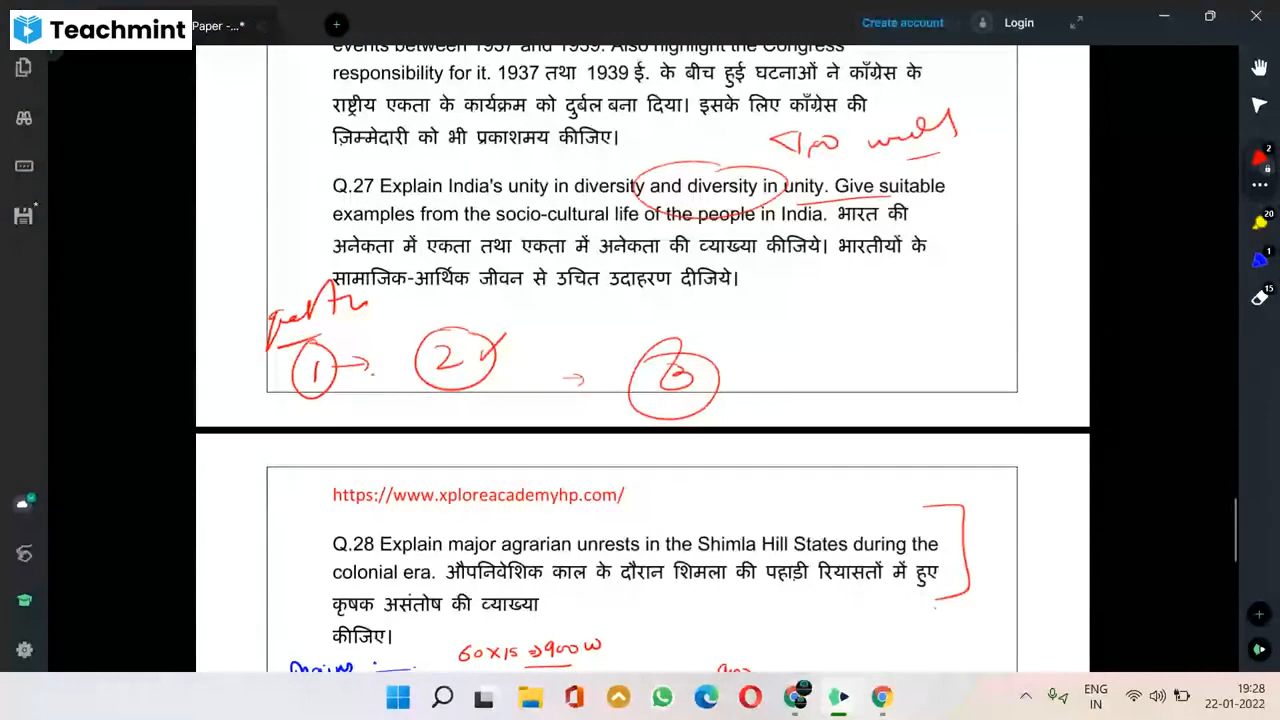 Teachmint
Paper -...*
Create account
Login
events between 1937 and 1939. Also highlight the Congress
responsibility for it. 1937 तथा 1939 ई. के बीच हुई घटनाओं ने काँग्रेस के
राष्ट्रीय एकता के कार्यक्रम को दुर्बल बना दिया। इसके लिए काँग्रेस की
ज़िम्मेदारी को भी प्रकाशमय कीजिए।
Q.27 Explain India's unity in diversity and diversity in unity. Give suitable
examples from the socio-cultural life of the people in India. भारत की
अनेकता में एकता तथा एकता में अनेकता की व्याख्या कीजिये। भारतीयों के
सामाजिक-आर्थिक जीवन से उचित उदाहरण दीजिये।
1 → 2 → 3
https://www.xploreacademyhp.com/
Q.28 Explain major agrarian unrests in the Shimla Hill States during the
colonial era. औपनिवेशिक काल के दौरान शिमला की पहाड़ी रियासतों में हुए
कृषक असंतोष की व्याख्या
कीजिए।
60 x 15 → 900 w
2
20
1
15
ENG
IN
19:28
22-01-2022